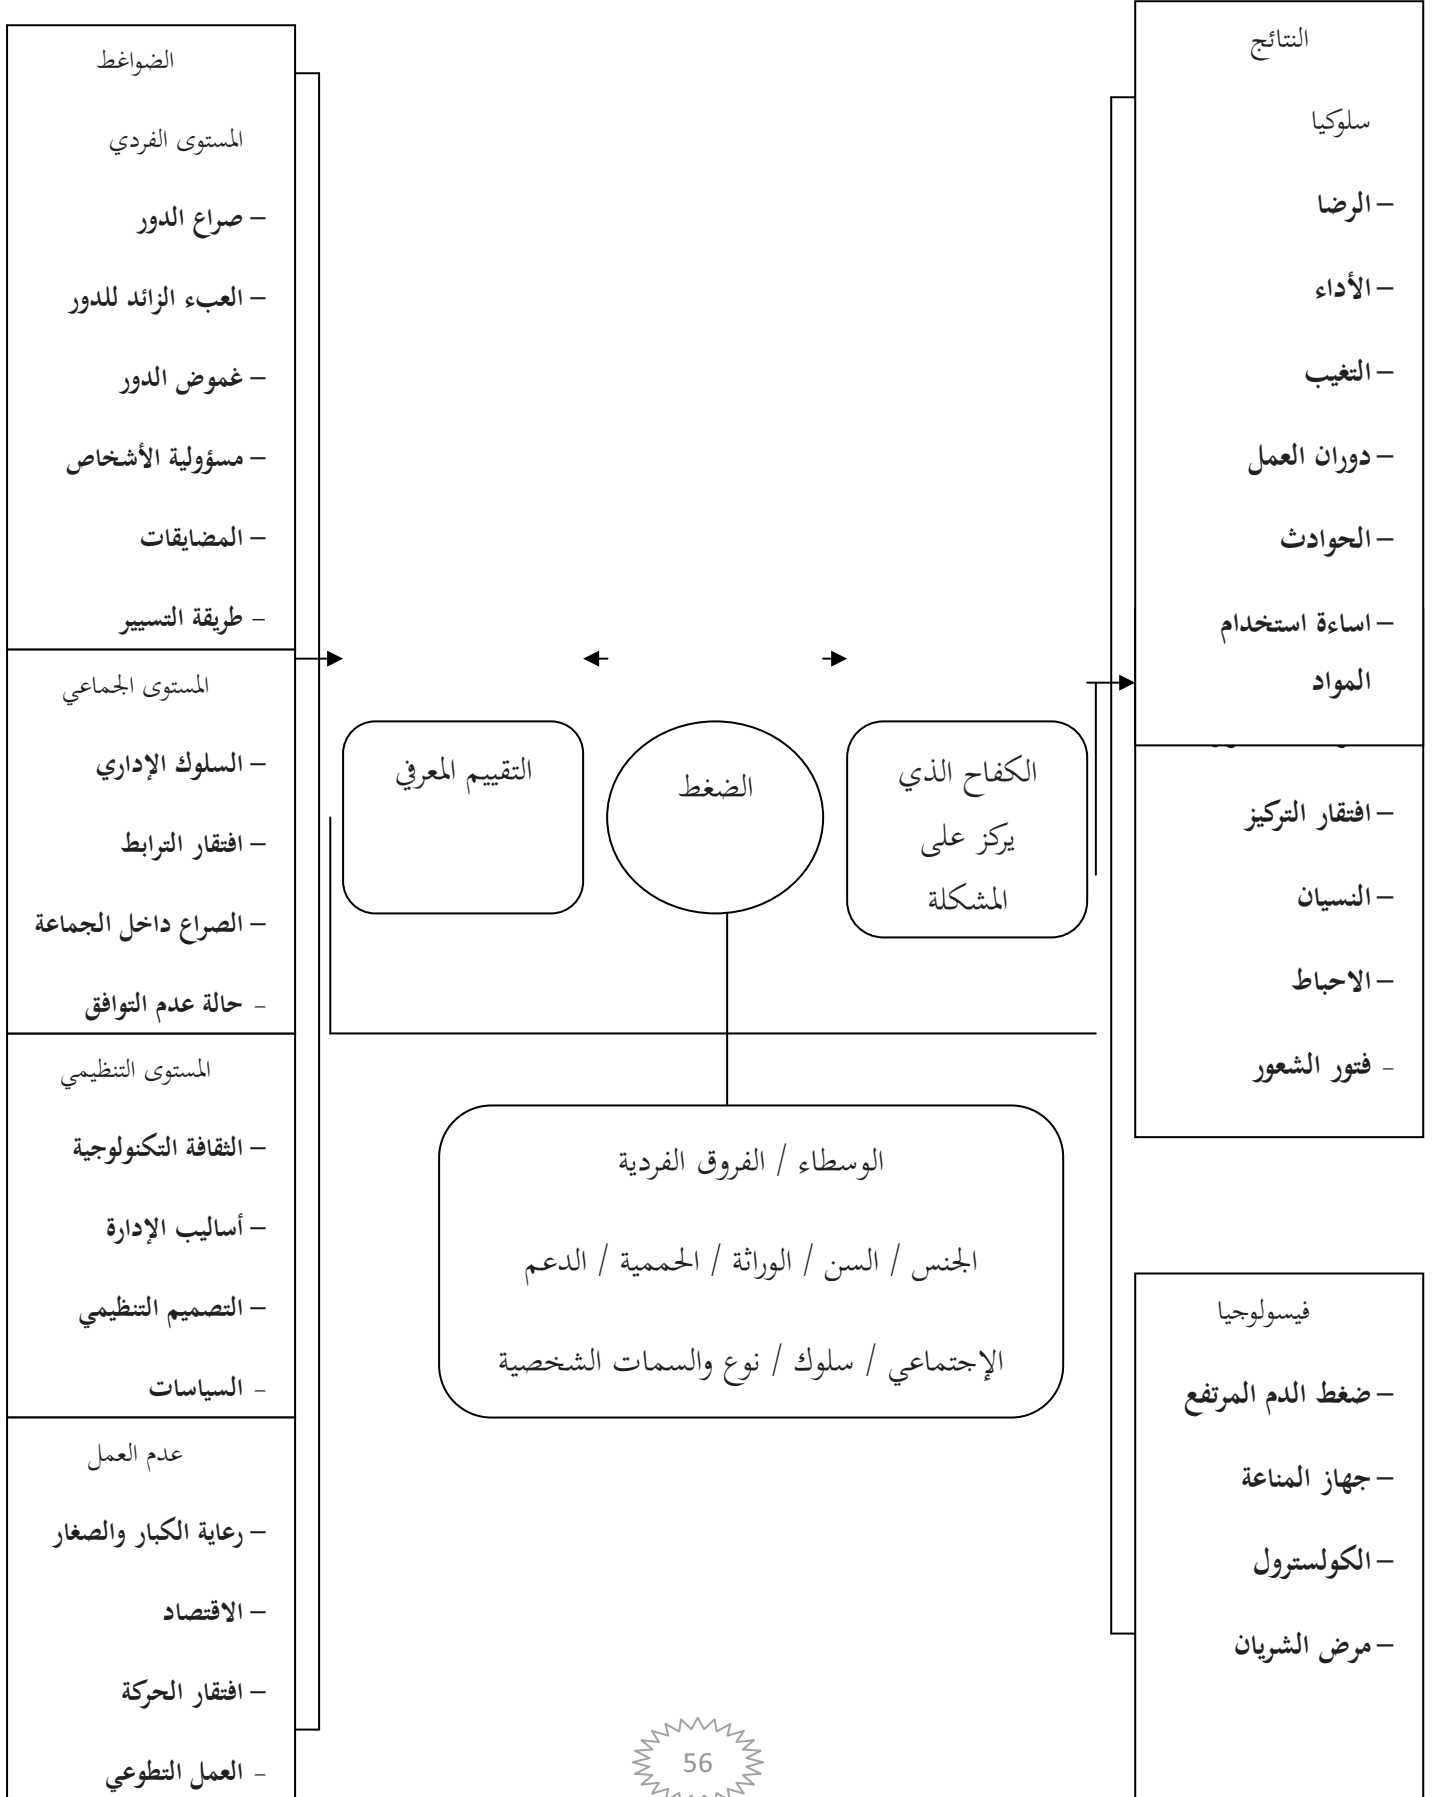 النتائج
سلوكيا
– الرضا
– الأداء
– التغيب
– دوران العمل
– الحوادث
– اساءة استخدام
المواد
– افتقار التركيز
– النسيان
– الاحباط
- فتور الشعور
فيسولوجيا
– ضغط الدم المرتفع
– جهاز المناعة
– الكولسترول
– مرض الشريان
الكفاح الذي
يركز على
المشكلة
الضغط
التقييم المعرفي
الوسطاء / الفروق الفردية
الجنس / السن / الوراثة / الحممية / الدعم
الإجتماعي / سلوك / نوع والسمات الشخصية
الضواغط
المستوى الفردي
– صراع الدور
– العبء الزائد للدور
– غموض الدور
– مسؤولية الأشخاص
– المضايقات
- طريقة التسيير
المستوى الجماعي
– السلوك الإداري
– افتقار الترابط
– الصراع داخل الجماعة
- حالة عدم التوافق
المستوى التنظيمي
– الثقافة التكنولوجية
– أساليب الإدارة
– التصميم التنظيمي
- السياسات
عدم العمل
– رعاية الكبار والصغار
– الاقتصاد
– افتقار الحركة
- العمل التطوعي
56